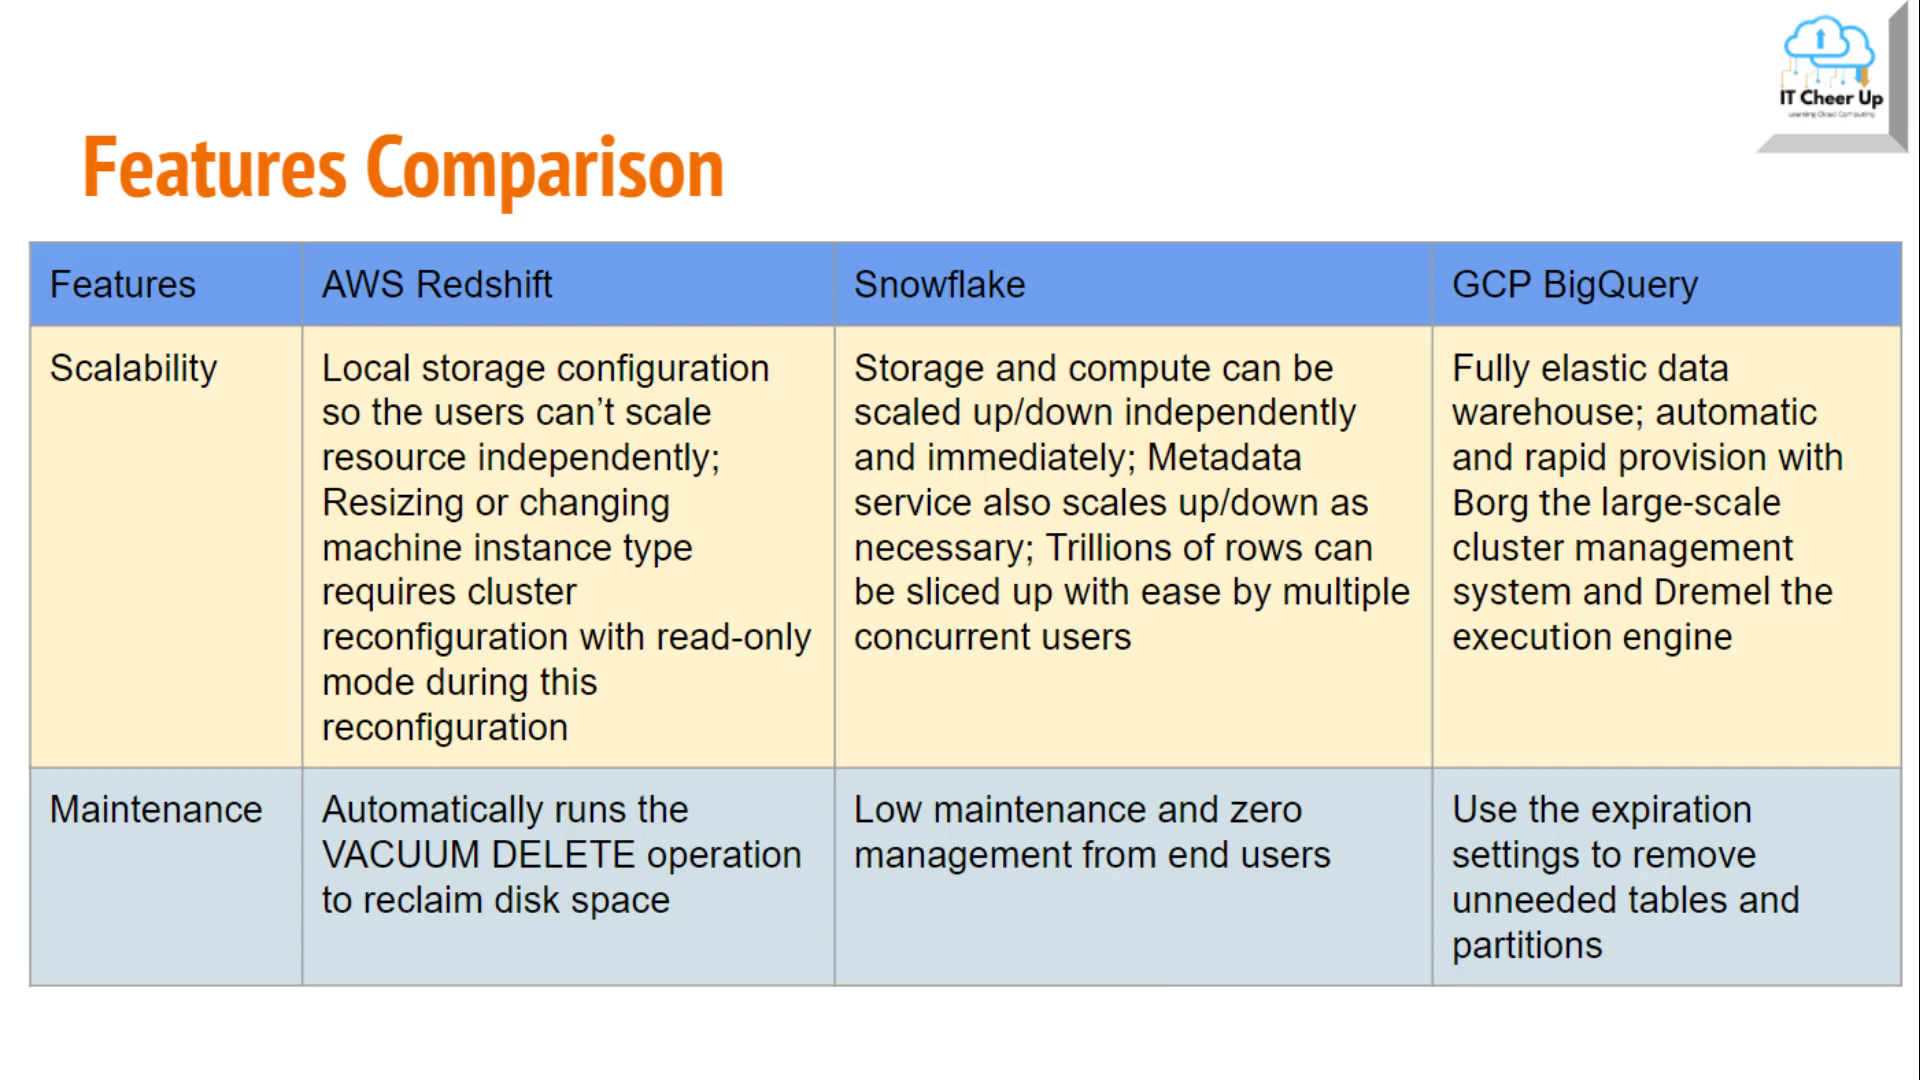 IT Cheer Up
Learning Cloud Computing
Features Comparison
Features
AWS Redshift
Snowflake
GCP BigQuery
Scalability
Local storage configuration
so the users can’t scale
resource independently;
Resizing or changing
machine instance type
requires cluster
reconfiguration with read-only
mode during this
reconfiguration
Storage and compute can be
scaled up/down independently
and immediately; Metadata
service also scales up/down as
necessary; Trillions of rows can
be sliced up with ease by multiple
concurrent users
Fully elastic data
warehouse; automatic
and rapid provision with
Borg the large-scale
cluster management
system and Dremel the
execution engine
Maintenance
Automatically runs the
VACUUM DELETE operation
to reclaim disk space
Low maintenance and zero
management from end users
Use the expiration
settings to remove
unneeded tables and
partitions